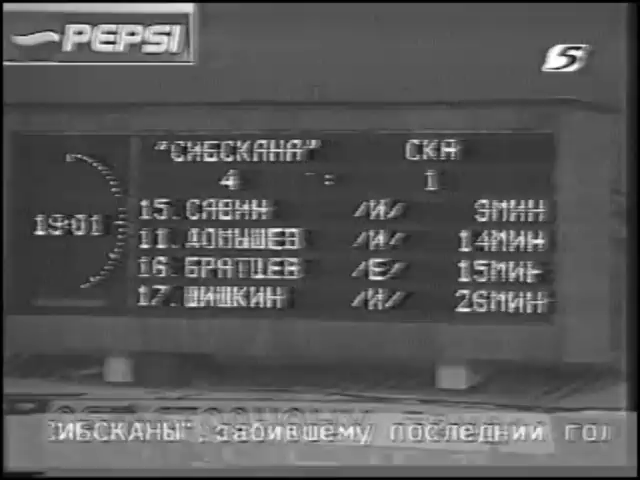 PEPSI
5
"СИБСКАНА" СКА
4 : 1
19:01
15. САВИН /И/ 9МИН
11. ДОМЫШЕВ /И/ 14МИН
16. БРАТЦЕВ /Е/ 15МИН
17. ШИШКИН /И/ 26МИН
ИБСКАНЫ", забившему последний гол